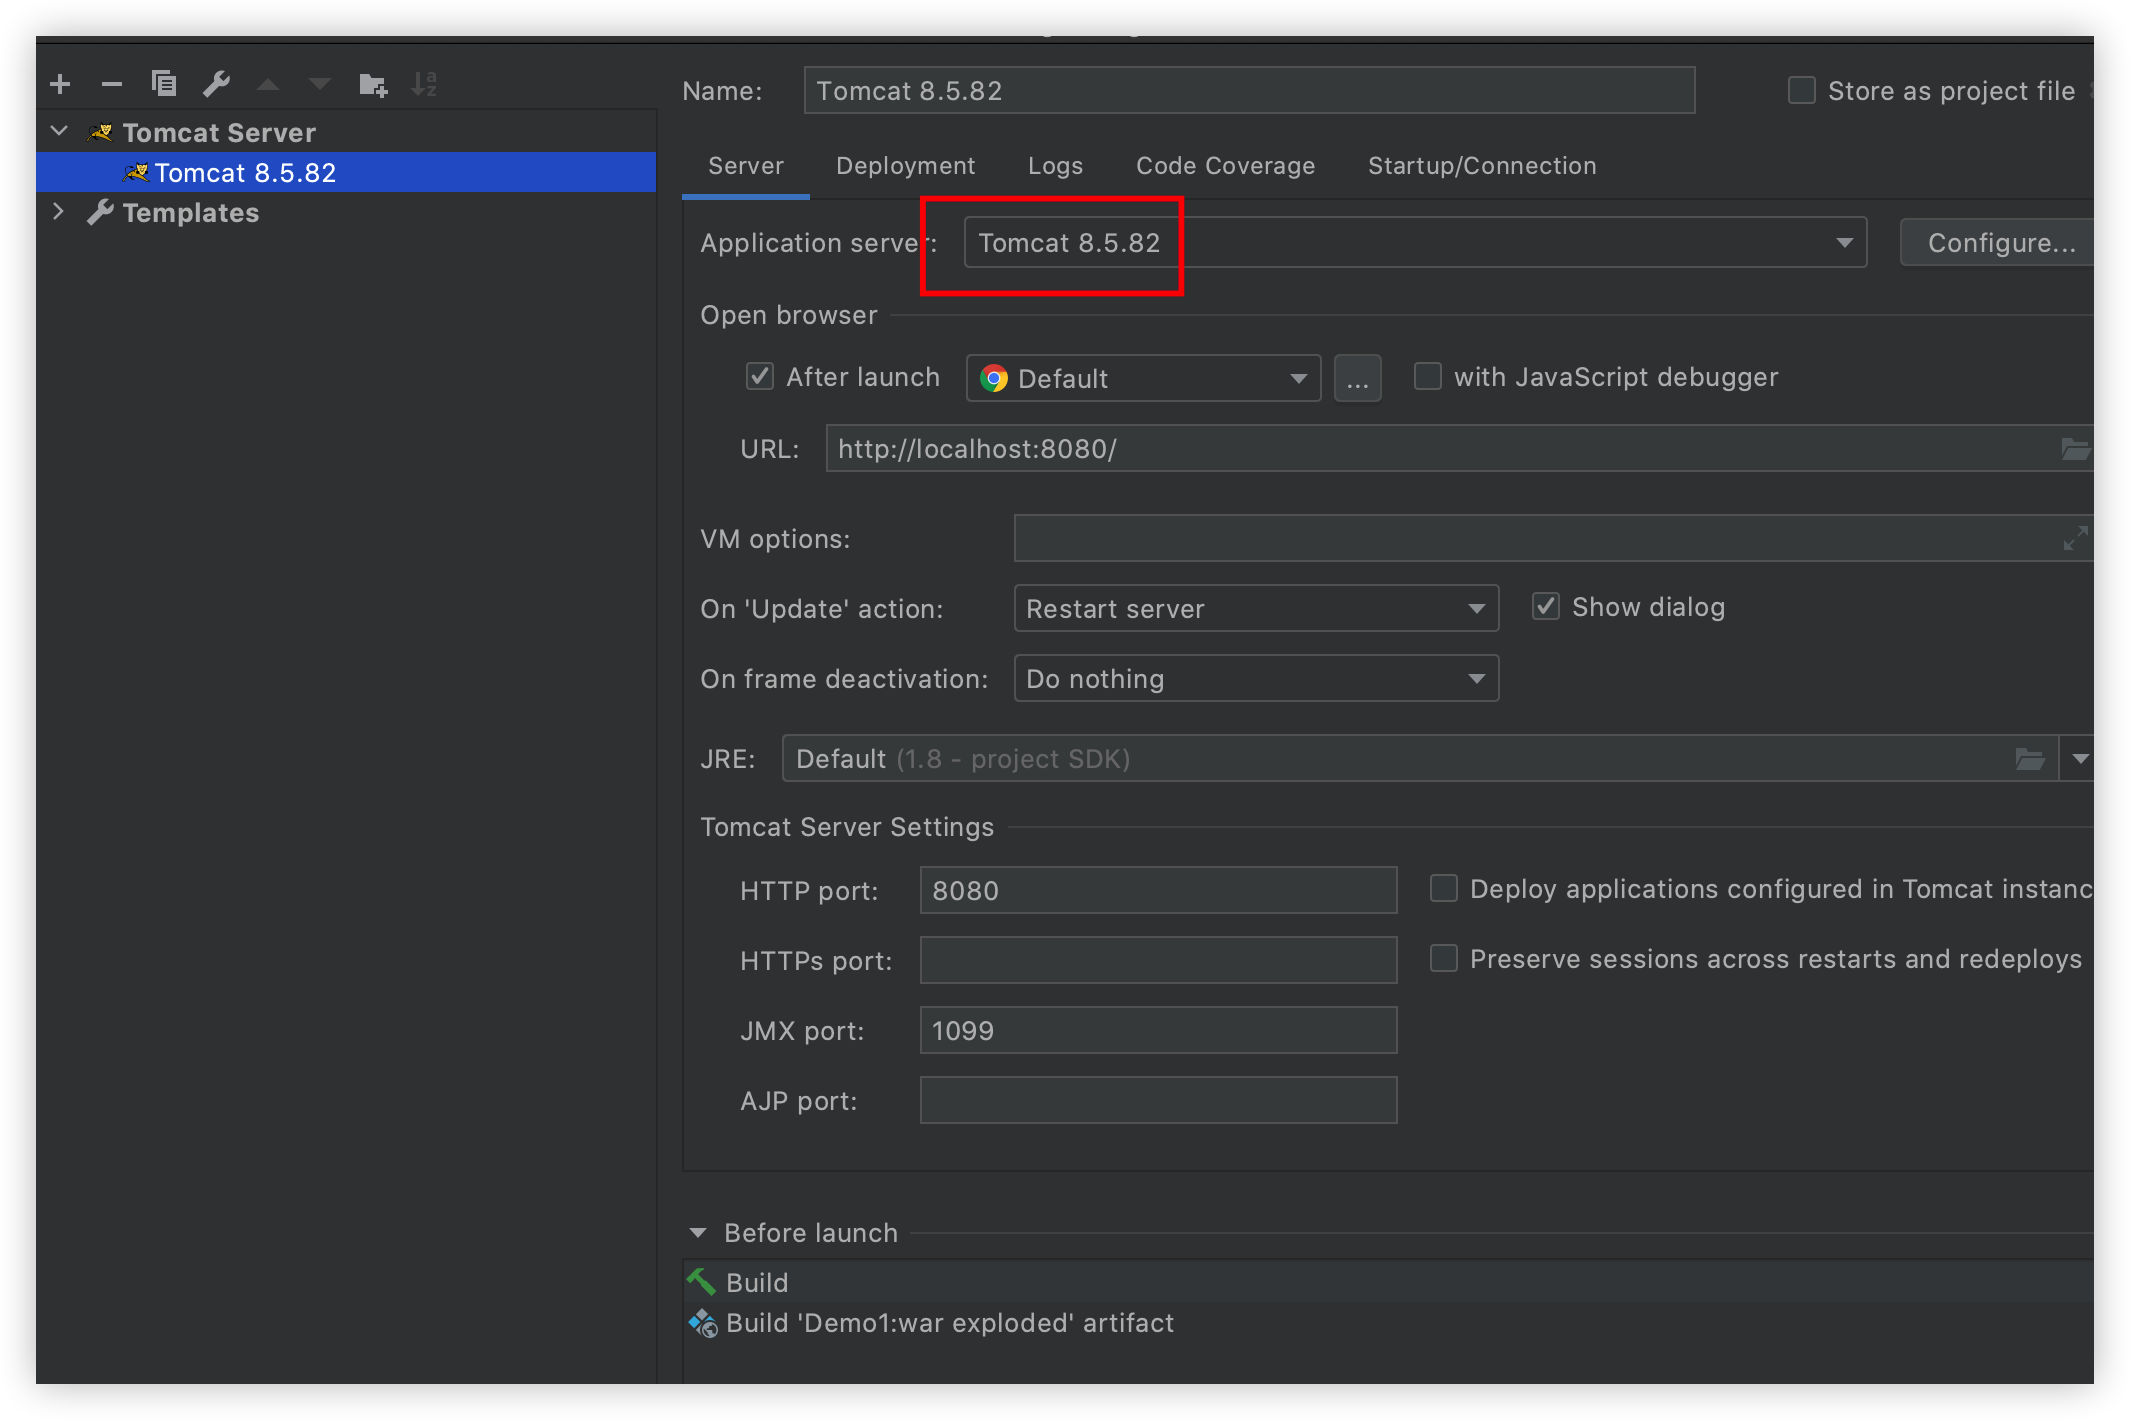 Name: Tomcat 8.5.82 Store as project file
Tomcat Server
Tomcat 8.5.82
Templates
Server Deployment Logs Code Coverage Startup/Connection
Application server: Tomcat 8.5.82 Configure...
Open browser
After launch Default ... with JavaScript debugger
URL: http://localhost:8080/
VM options:
On 'Update' action: Restart server Show dialog
On frame deactivation: Do nothing
JRE: Default (1.8 - project SDK)
Tomcat Server Settings
HTTP port: 8080 Deploy applications configured in Tomcat instanc
HTTPs port: Preserve sessions across restarts and redeploys
JMX port: 1099
AJP port:
Before launch
Build
Build 'Demo1:war exploded' artifact